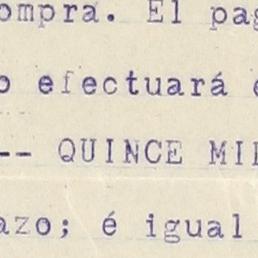 ompra. El pag
o efectuará e
-- QUINCE MI
azo; é igual